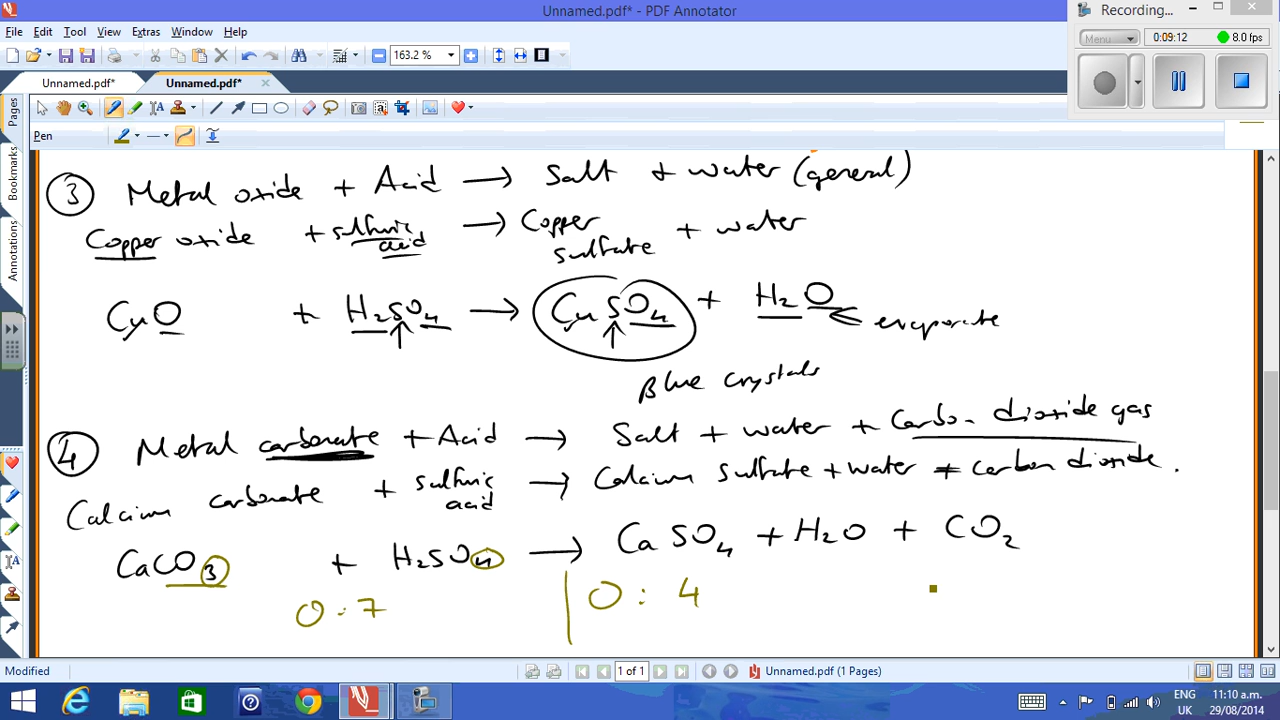 Unnamed.pdf* - PDF Annotator
Recording...
File Edit Tool View Extras Window Help
Menu 0:09:12 8.0 fps
163.2 %
Unnamed.pdf* Unnamed.pdf*
Pen
Pages
Bookmarks
Annotations
3 Metal oxide + Acid → Salt + water (general)
Copper oxide + sulfuric acid → Copper sulfate + water
CuO + H₂SO₄ → CuSO₄ + H₂O ⇐ evaporate
Blue crystals
4 Metal carbonate + Acid → Salt + water + Carbon dioxide gas
Calcium carbonate + sulfuric acid → Calcium sulfate + water + carbon dioxide.
CaCO₃ + H₂SO₄ → CaSO₄ + H₂O + CO₂
O : 7 | O : 4
Modified 1 of 1 Unnamed.pdf (1 Pages)
ENG UK 11:10 a.m. 29/08/2014